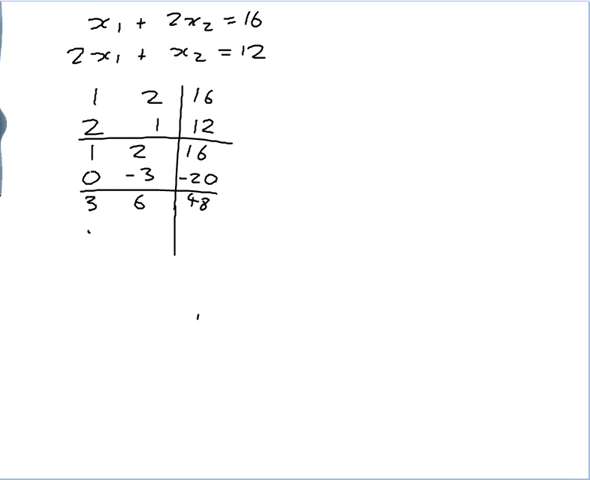 x₁ + 2x₂ = 16
2x₁ + x₂ = 12
1 2 | 16
2 1 | 12
1 2 | 16
0 -3 | -20
3 6 | 48